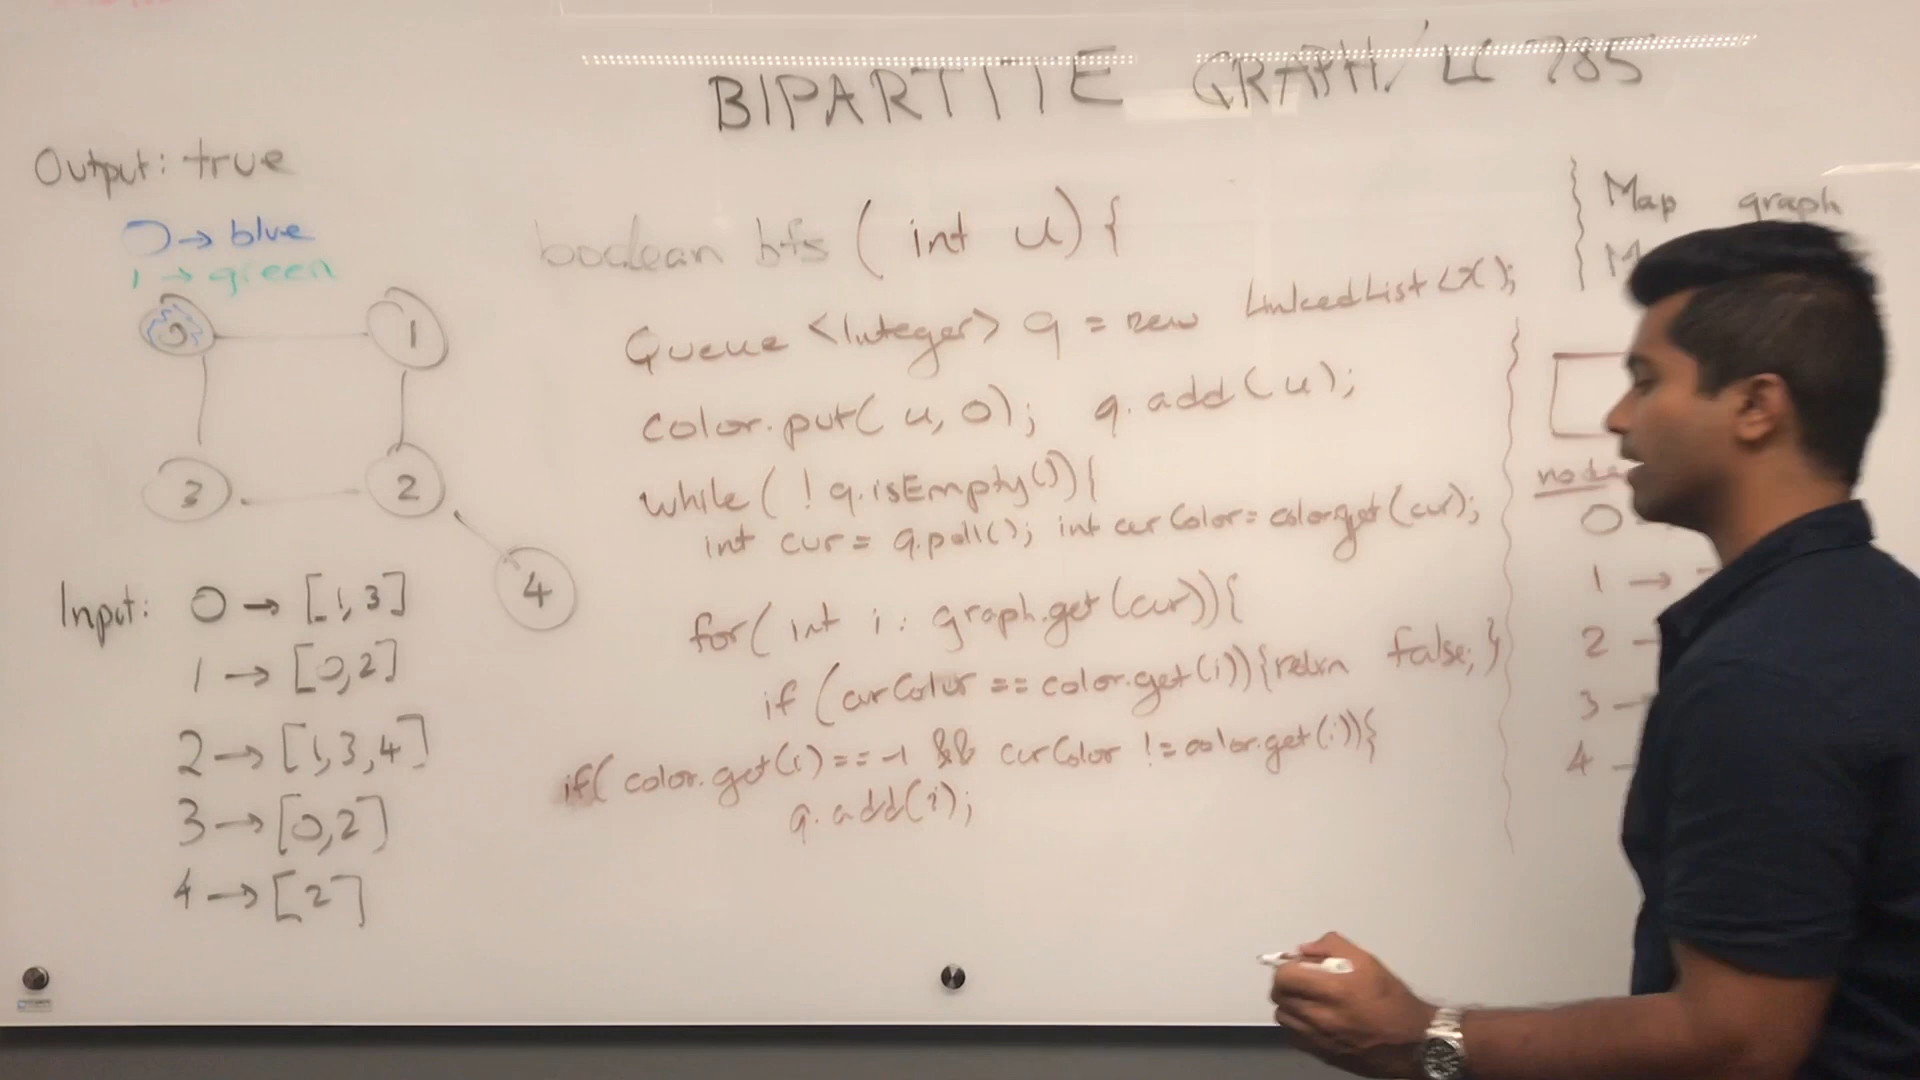 BIPARTITE GRAPH / LC 785
Output: true
0 → blue
1 → green
0
1
3
2
4
Input: 0 → [1,3]
1 → [0,2]
2 → [1,3,4]
3 → [0,2]
4 → [2]
boolean bfs ( int u) {
Queue <Integer> q = new LinkedList<>();
color.put( u, 0); q.add(u);
while( ! q.isEmpty()){
int cur = q.poll(); int curColor = color.get(cur);
for( int i : graph.get(cur)){
if (curColor == color.get(i)){return false; }
if( color.get(i) == -1 && curColor != color.get(i)){
q.add(i);
Map graph
M
node
0
1 →
2
3
4